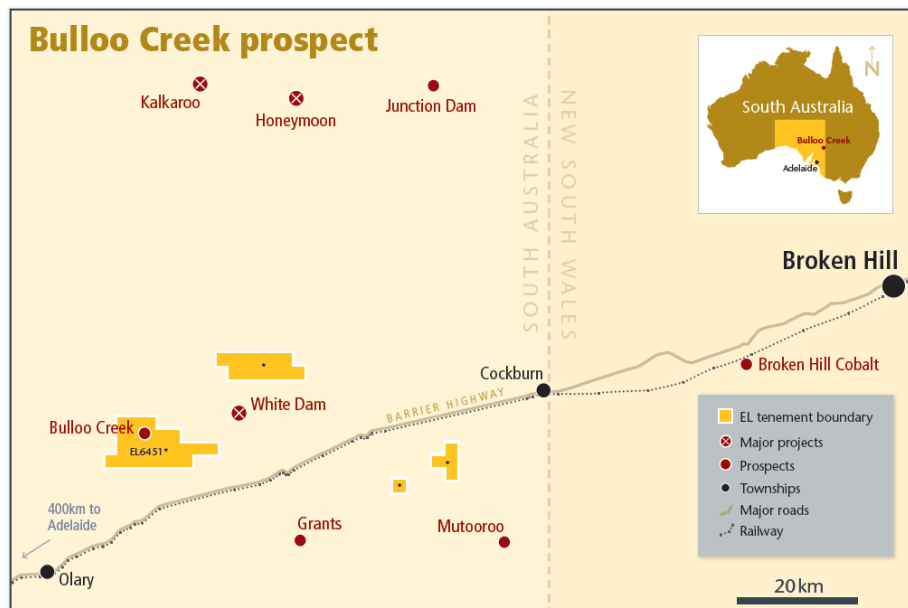 Bulloo Creek prospect
Kalkaroo
Honeymoon
Junction Dam
SOUTH AUSTRALIA
NEW SOUTH WALES
N
South Australia
Bulloo Creek
Adelaide
Broken Hill
Cockburn
Broken Hill Cobalt
BARRIER HIGHWAY
White Dam
Bulloo Creek
EL6451*
*
*
*
400km to
Adelaide
Grants
Mutooroo
Olary
EL tenement boundary
Major projects
Prospects
Townships
Major roads
Railway
20 km